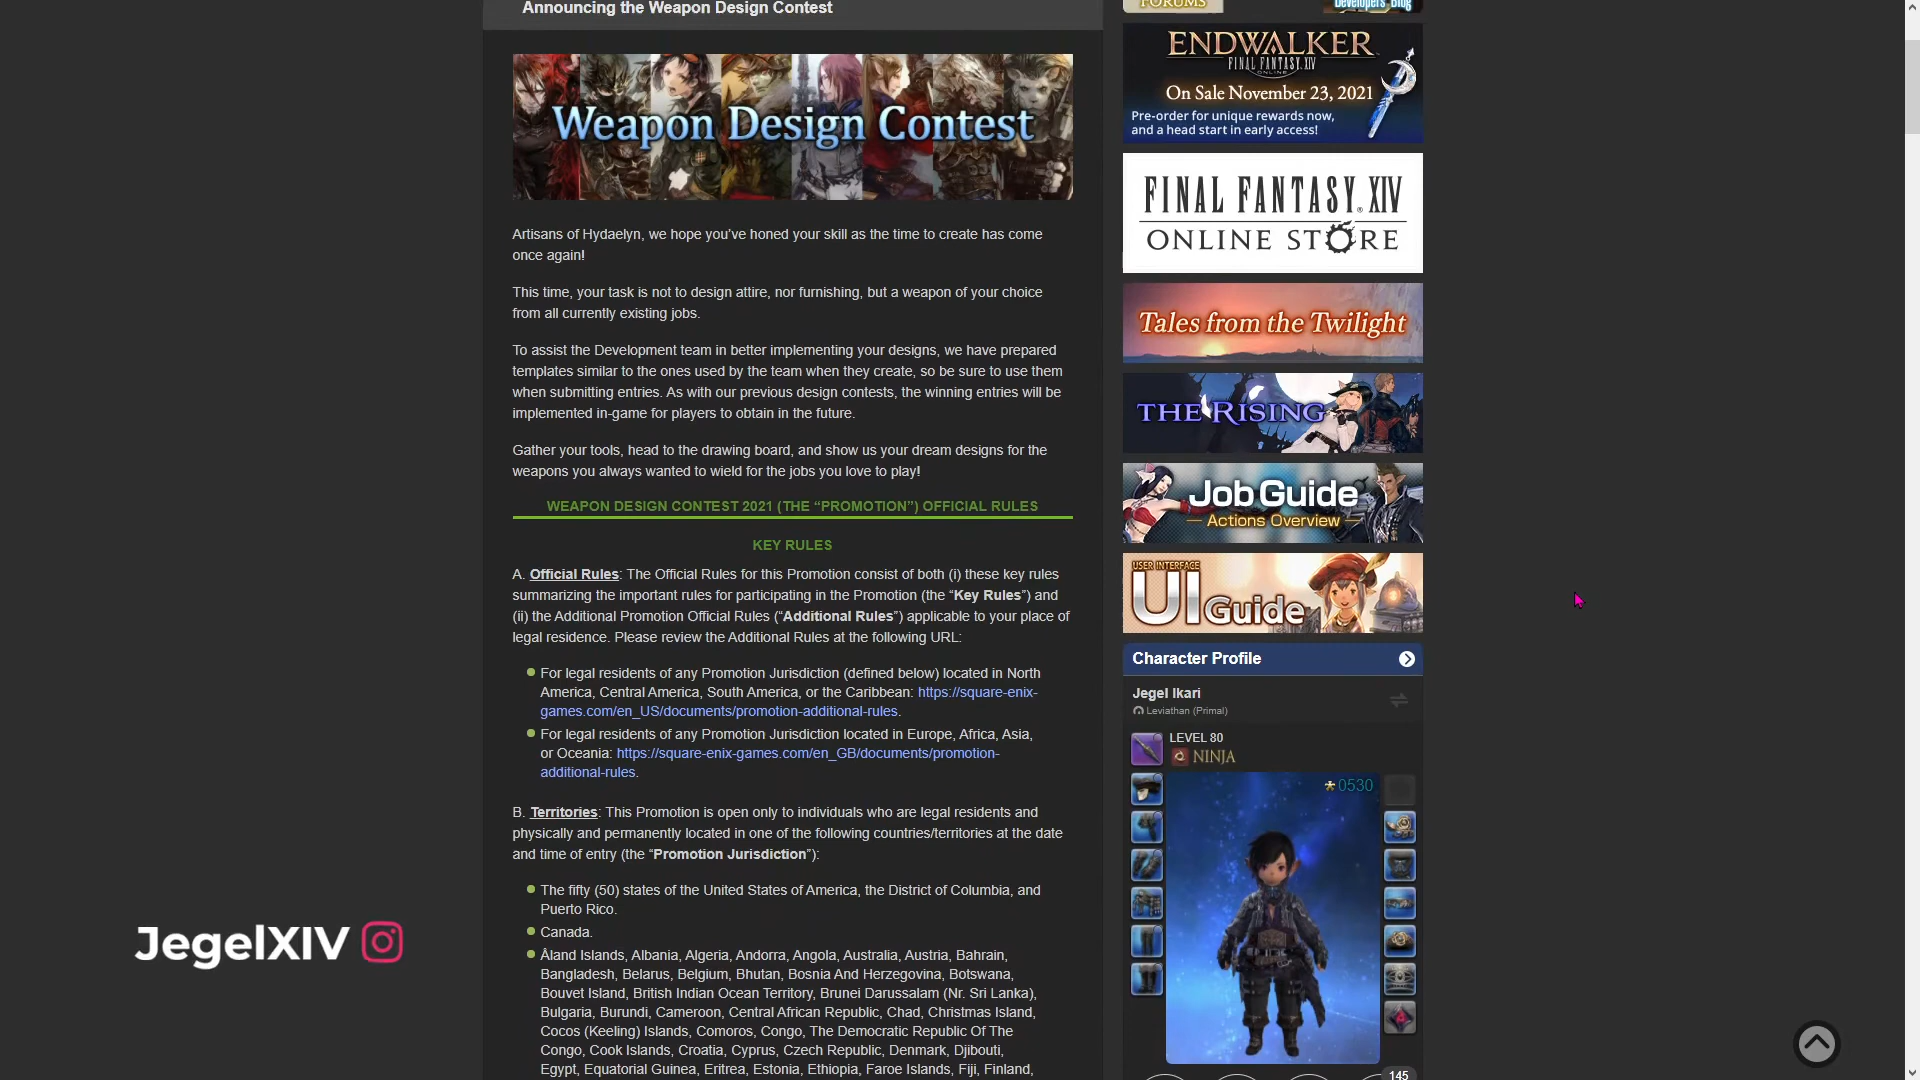 Announcing the Weapon Design Contest
Weapon Design Contest
Artisans of Hydaelyn, we hope you’ve honed your skill as the time to create has come
once again!
This time, your task is not to design attire, nor furnishing, but a weapon of your choice
from all currently existing jobs.
To assist the Development team in better implementing your designs, we have prepared
templates similar to the ones used by the team when they create, so be sure to use them
when submitting entries. As with our previous design contests, the winning entries will be
implemented in-game for players to obtain in the future.
Gather your tools, head to the drawing board, and show us your dream designs for the
weapons you always wanted to wield for the jobs you love to play!
WEAPON DESIGN CONTEST 2021 (THE “PROMOTION”) OFFICIAL RULES
KEY RULES
A. Official Rules: The Official Rules for this Promotion consist of both (i) these key rules
summarizing the important rules for participating in the Promotion (the “Key Rules”) and
(ii) the Additional Promotion Official Rules (“Additional Rules”) applicable to your place of
legal residence. Please review the Additional Rules at the following URL:
For legal residents of any Promotion Jurisdiction (defined below) located in North
America, Central America, South America, or the Caribbean: https://square-enix-
games.com/en_US/documents/promotion-additional-rules.
For legal residents of any Promotion Jurisdiction located in Europe, Africa, Asia,
or Oceania: https://square-enix-games.com/en_GB/documents/promotion-
additional-rules.
B. Territories: This Promotion is open only to individuals who are legal residents and
physically and permanently located in one of the following countries/territories at the date
and time of entry (the “Promotion Jurisdiction”):
The fifty (50) states of the United States of America, the District of Columbia, and
Puerto Rico.
Canada.
Åland Islands, Albania, Algeria, Andorra, Angola, Australia, Austria, Bahrain,
Bangladesh, Belarus, Belgium, Bhutan, Bosnia And Herzegovina, Botswana,
Bouvet Island, British Indian Ocean Territory, Brunei Darussalam (Nr. Sri Lanka),
Bulgaria, Burundi, Cameroon, Central African Republic, Chad, Christmas Island,
Cocos (Keeling) Islands, Comoros, Congo, The Democratic Republic Of The
Congo, Cook Islands, Croatia, Cyprus, Czech Republic, Denmark, Djibouti,
Egypt, Equatorial Guinea, Eritrea, Estonia, Ethiopia, Faroe Islands, Fiji, Finland,
FORUMS
Developers' Blog
ENDWALKER
FINAL FANTASY XIV
ONLINE
On Sale November 23, 2021
Pre-order for unique rewards now,
and a head start in early access!
FINAL FANTASY XIV
ONLINE STORE
Tales from the Twilight
THE RISING
Job Guide
Actions Overview
USER INTERFACE
UI Guide
Character Profile
Jegel Ikari
Leviathan (Primal)
LEVEL 80
NINJA
0530
145
JegelXIV